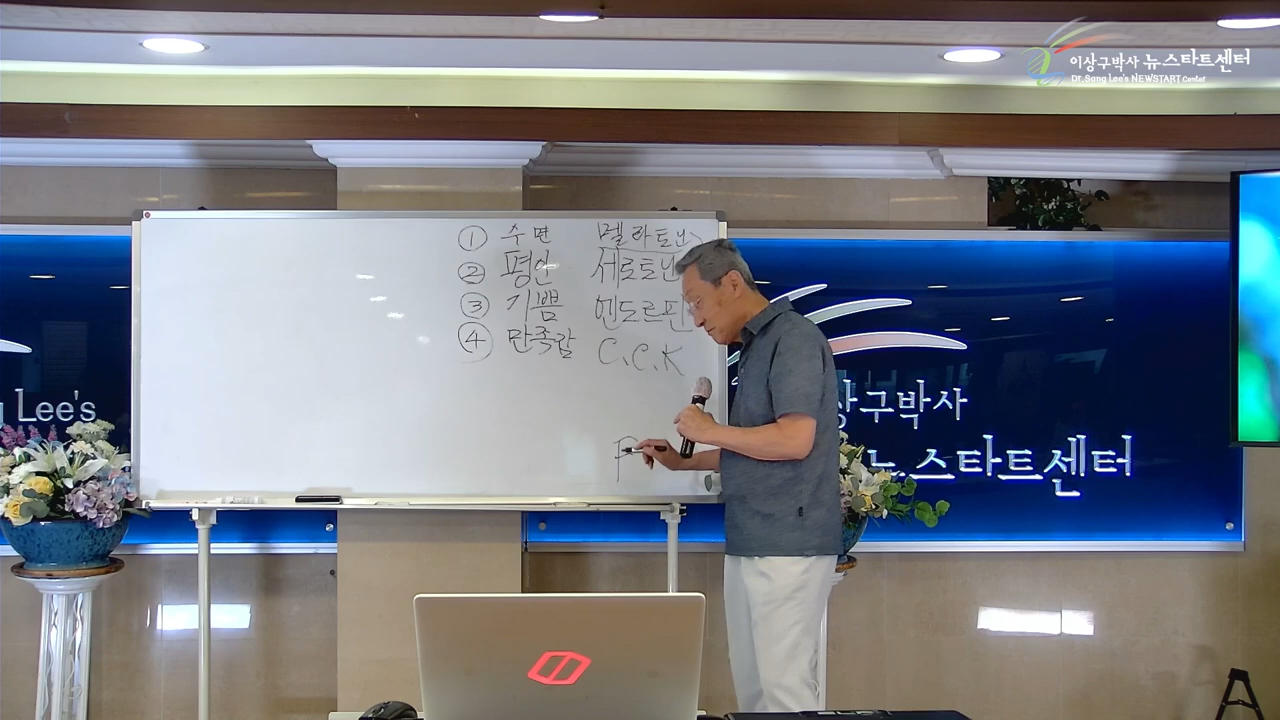 이상구박사 뉴스타트센터
Dr.Sang Lee's NEWSTART Center
① 수면 멜라토닌
② 평안 세로토닌
③ 기쁨 엔도르핀
④ 만족감 C.C.K
Lee's
상구박사
뉴스타트센터